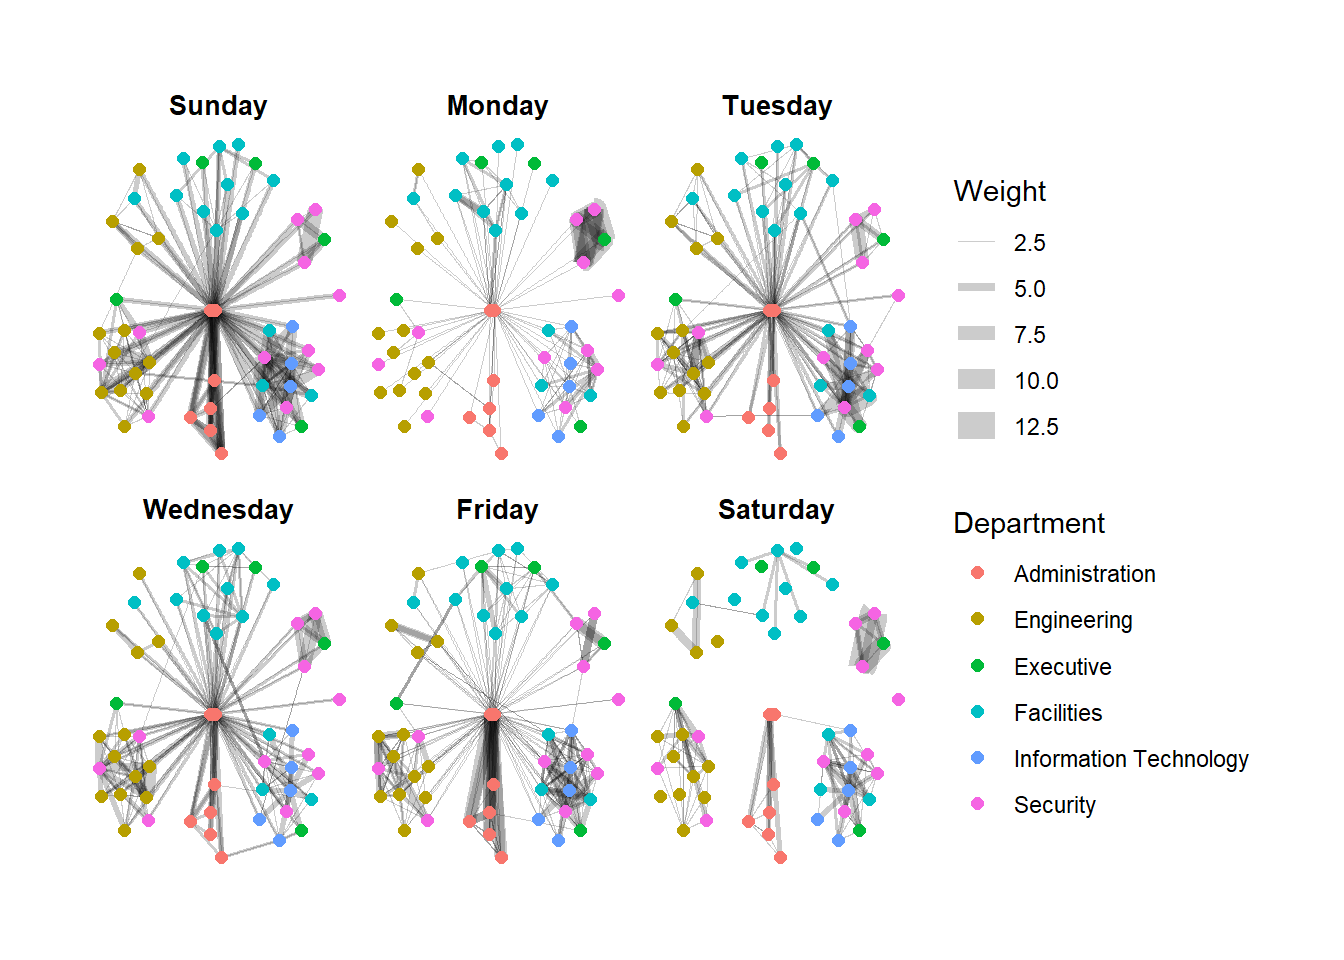 Sunday
Monday
Tuesday
Wednesday
Friday
Saturday
Weight
2.5
5.0
7.5
10.0
12.5
Department
Administration
Engineering
Executive
Facilities
Information Technology
Security